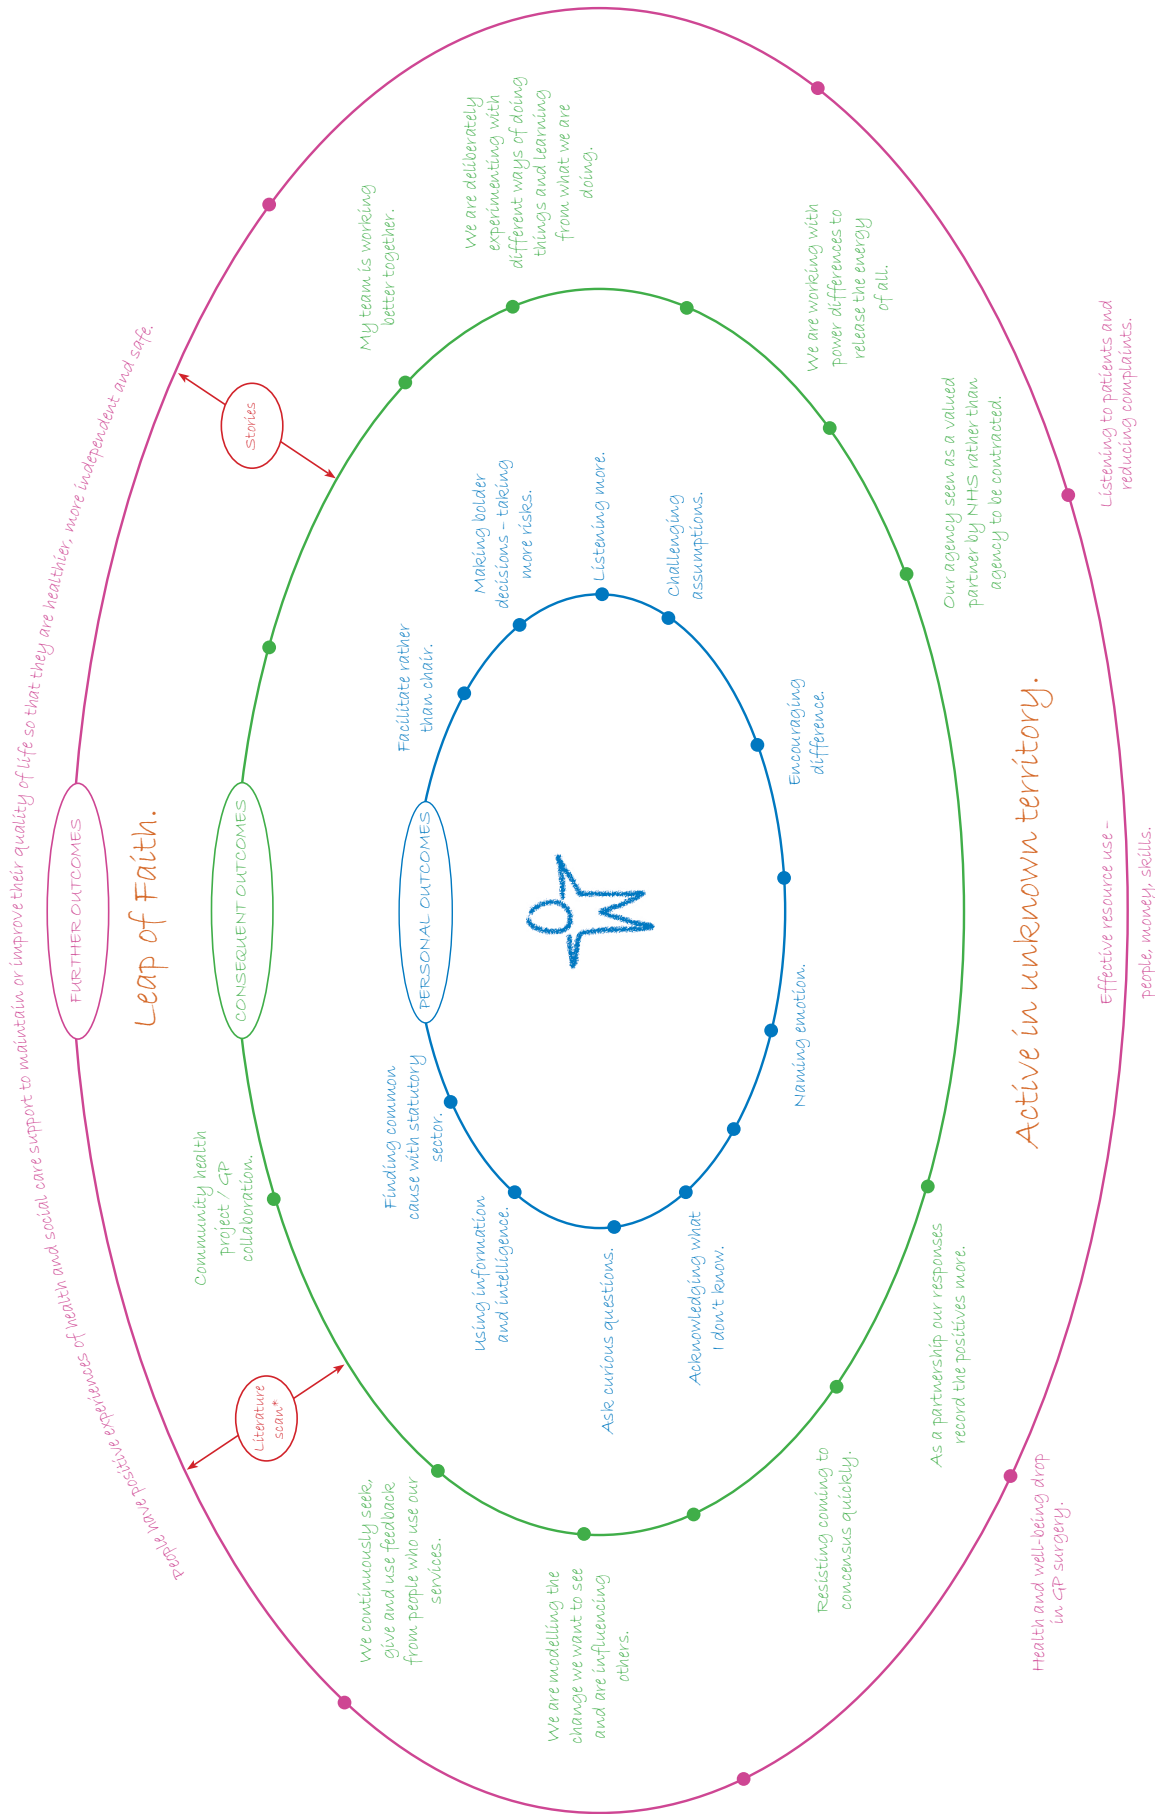 People have positive experiences of health and social care support to maintain or improve their quality of life so that they are healthier, more independent and safe.
FURTHER OUTCOMES
Leap of Faith.
Literature
scan*
Stories
CONSEQUENT OUTCOMES
Community health
project / GP
collaboration.
My team is working
better together.
We continuously seek,
give and use feedback
from people who use our
services.
We are deliberately
experimenting with
different ways of doing
things and learning
from what we are
doing.
PERSONAL OUTCOMES
Finding common
cause with statutory
sector.
Facilitate rather
than chair.
Using information
and intelligence.
Making bolder
decisions - taking
more risks.
We are modelling the
change we want to see
and are influencing
others.
Ask curious questions.
Listening more.
Acknowledging what
I don't know.
Challenging
assumptions.
Naming emotion.
Encouraging
difference.
Resisting coming to
concensus quickly.
We are working with
power differences to
release the energy
of all.
As a partnership our responses
record the positives more.
Our agency seen as a valued
partner by NHS rather than
agency to be contracted.
Active in unknown territory.
Health and well-being drop
in GP surgery.
Effective resource use -
people, money, skills.
Listening to patients and
reducing complaints.